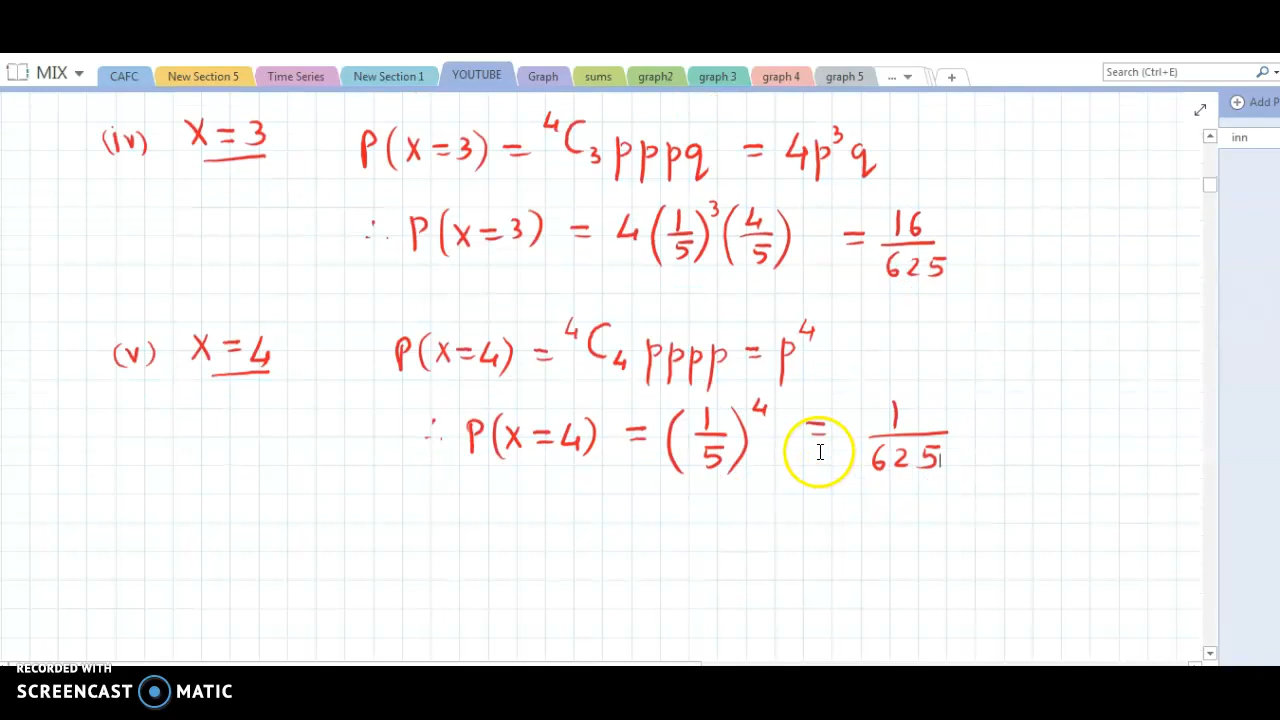 MIX CAFC New Section 5 Time Series New Section 1 YOUTUBE Graph sums graph2 graph 3 graph 4 graph 5 ... Search (Ctrl+E)
Add P
inn
(iv) X = 3 P(X=3) = ⁴C₃ pppq = 4p³q
∴ P(X=3) = 4(1/5)³(4/5) = 16/625
(v) X = 4 P(X=4) = ⁴C₄ pppp = p⁴
∴ P(X=4) = (1/5)⁴ = 1/625
RECORDED WITH
SCREENCAST MATIC